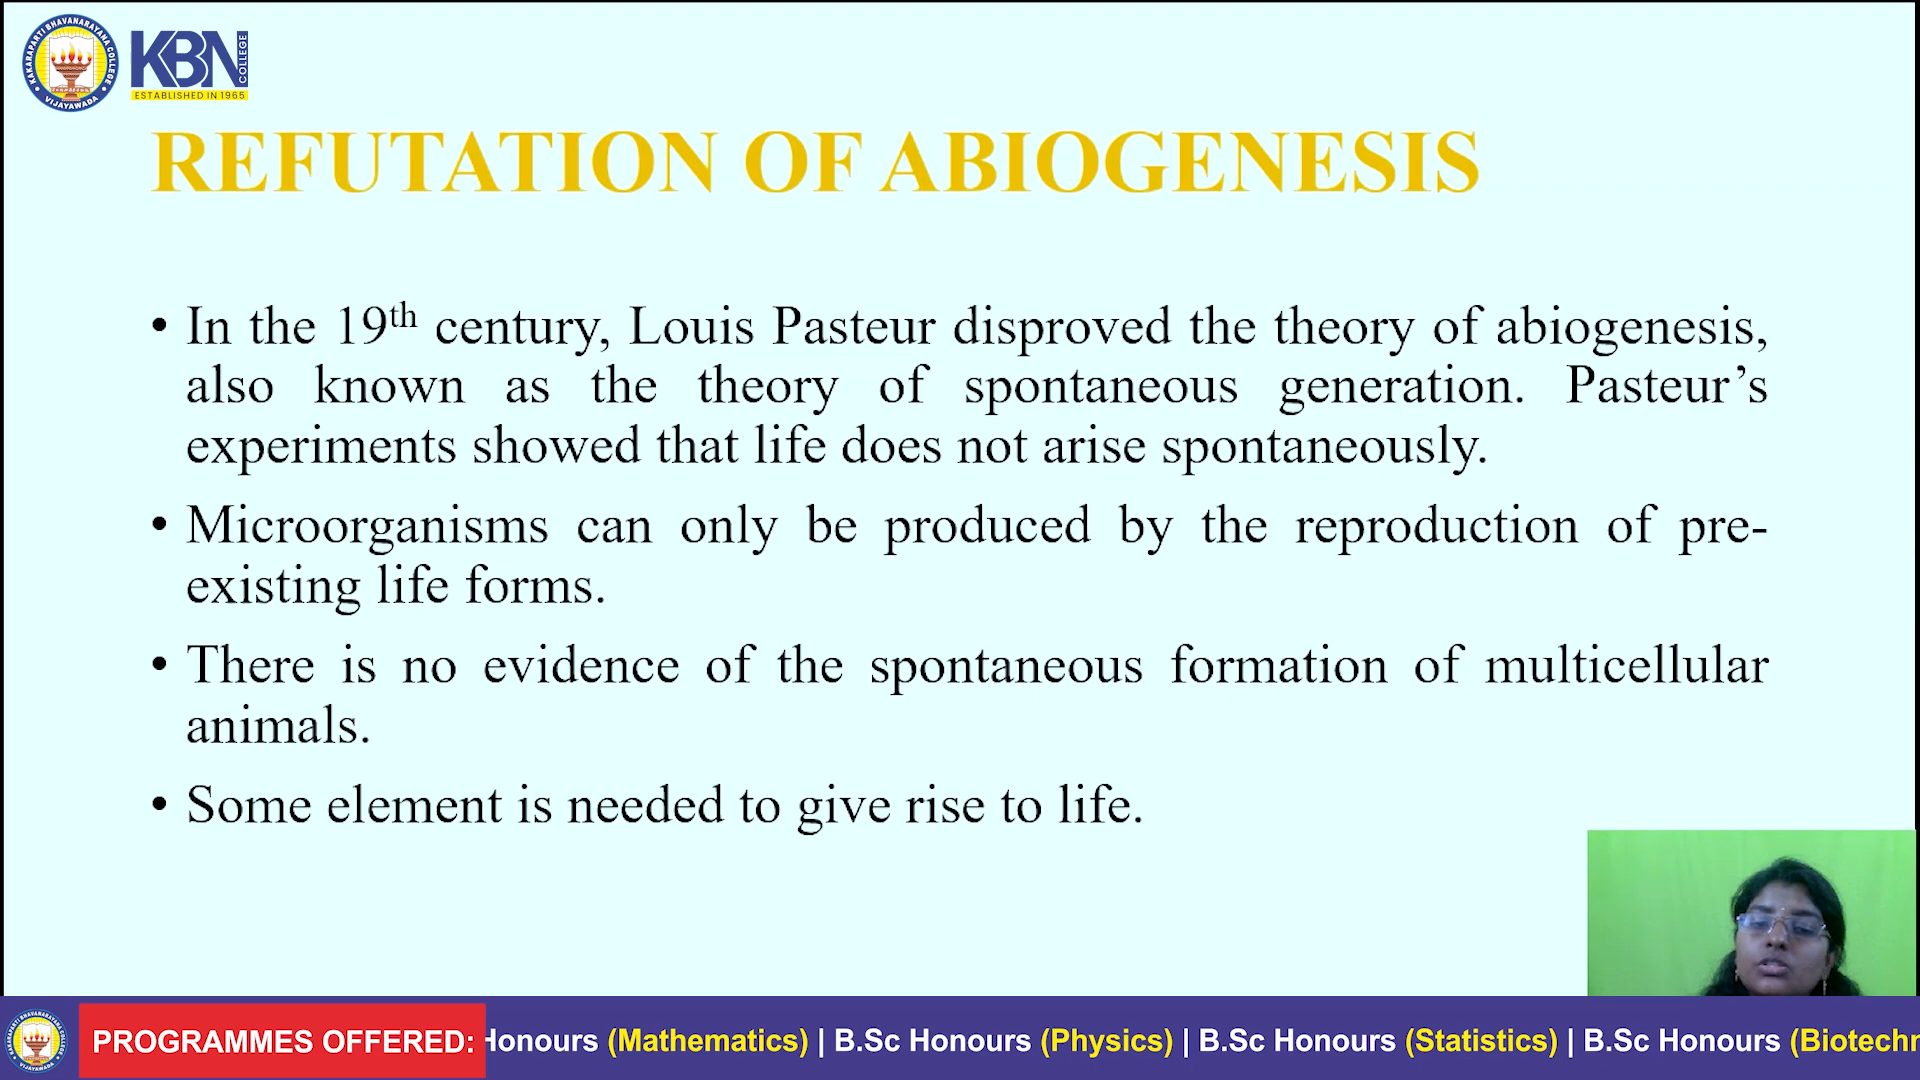 KAKARAPARTI BHAVANARAYANA COLLEGE
VIJAYAWADA
KBN
COLLEGE
ESTABLISHED IN 1965
REFUTATION OF ABIOGENESIS
• In the 19th century, Louis Pasteur disproved the theory of abiogenesis,
also known as the theory of spontaneous generation. Pasteur’s
experiments showed that life does not arise spontaneously.
• Microorganisms can only be produced by the reproduction of pre-
existing life forms.
• There is no evidence of the spontaneous formation of multicellular
animals.
• Some element is needed to give rise to life.
PROGRAMMES OFFERED: Honours (Mathematics) | B.Sc Honours (Physics) | B.Sc Honours (Statistics) | B.Sc Honours (Biotechn